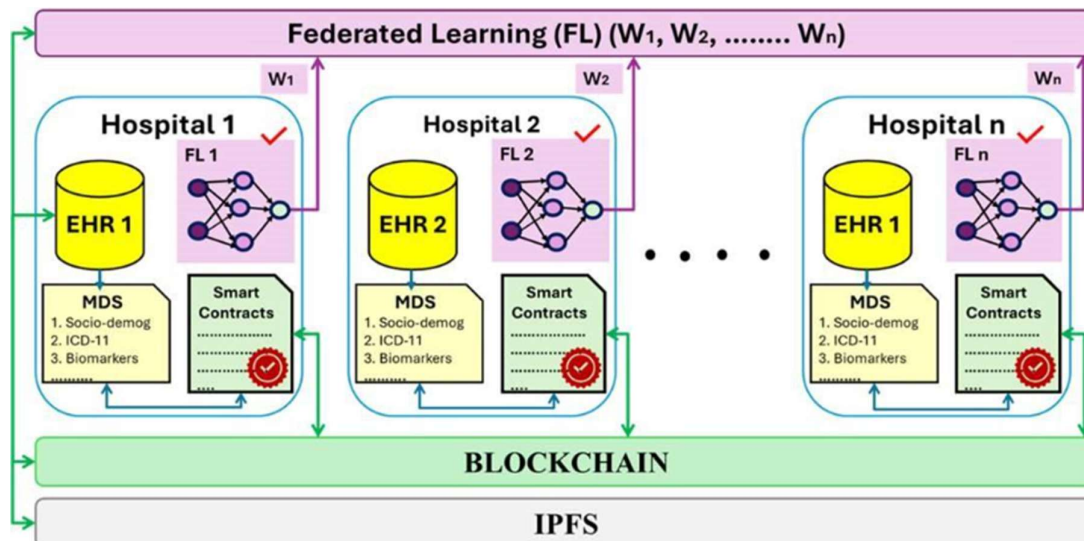 Federated Learning (FL) (W₁, W₂, ........ Wₙ)
W₁
W₂
Wₙ
Hospital 1
FL 1
EHR 1
MDS
1. Socio-demog
2. ICD-11
3. Biomarkers
.........
Smart
Contracts
....................
....................
....................
....
Hospital 2
FL 2
EHR 2
MDS
1. Socio-demog
2. ICD-11
3. Biomarkers
.........
Smart
Contracts
....................
....................
....................
....
Hospital n
FL n
EHR 1
MDS
1. Socio-demog
2. ICD-11
3. Biomarkers
.........
Smart
Contracts
....................
....................
....................
....
BLOCKCHAIN
IPFS